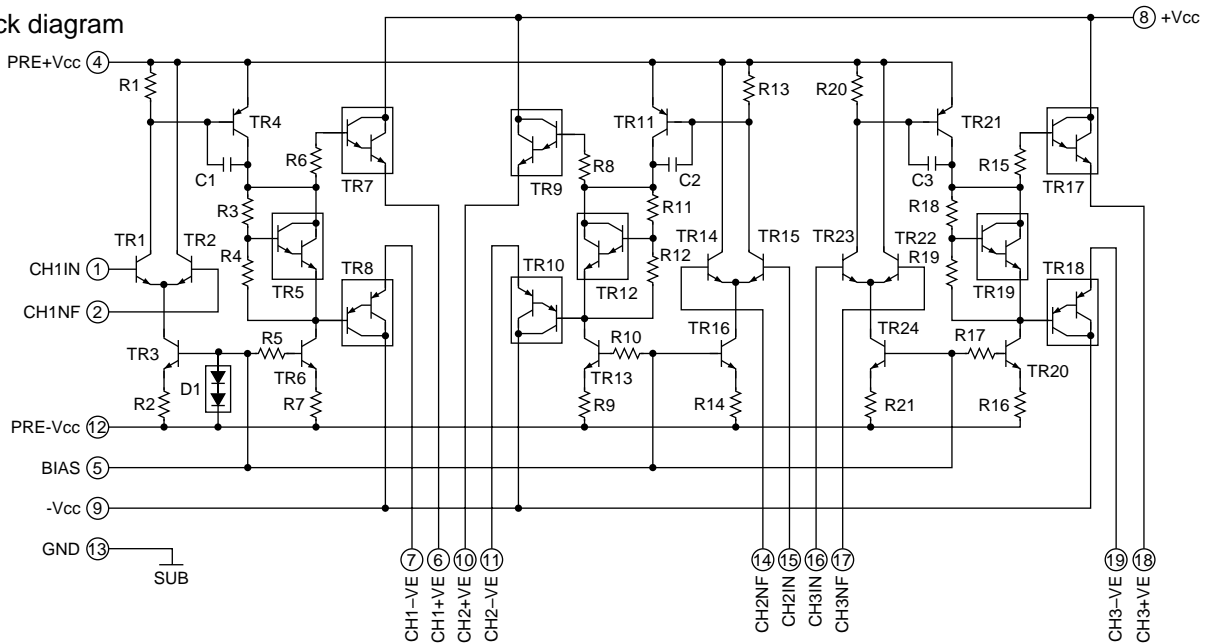 ck diagram
8 +Vcc
PRE+Vcc 4
R1
R13
R20
TR4
TR11
TR21
R6
R8
R15
C1
TR7
TR9
C2
C3
TR17
R3
R11
R18
TR1
TR2
TR14
TR15
TR23
TR22
CH1IN 1
R4
TR8
TR10
R12
R19
TR18
TR5
TR12
TR19
CH1NF 2
TR3
R5
R10
TR16
TR24
R17
D1
TR6
TR13
TR20
R2
R7
R9
R14
R21
R16
PRE-Vcc 12
BIAS 5
-Vcc 9
GND 13
SUB
7 6 10 11 14 15 16 17 19 18
CH1–VE
CH1+VE
CH2+VE
CH2–VE
CH2NF
CH2IN
CH3IN
CH3NF
CH3–VE
CH3+VE